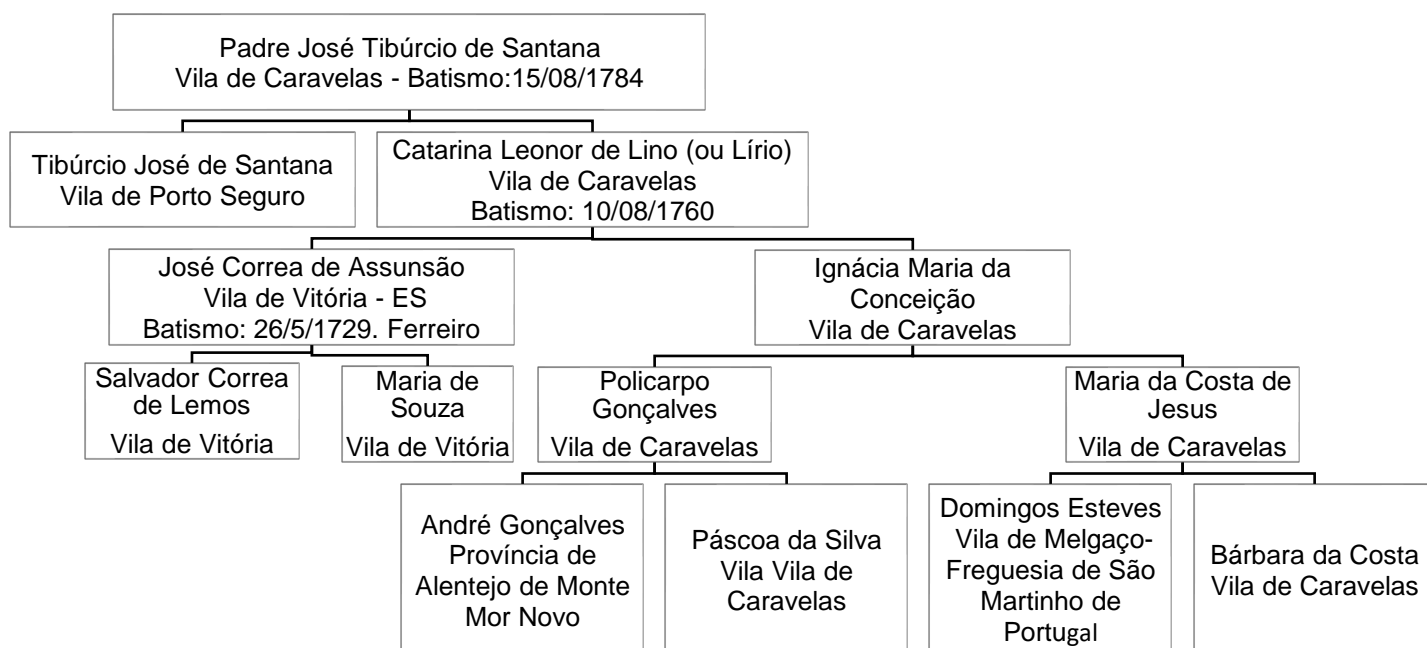 Padre José Tibúrcio de Santana
Vila de Caravelas - Batismo:15/08/1784
Tibúrcio José de Santana
Vila de Porto Seguro
Catarina Leonor de Lino (ou Lírio)
Vila de Caravelas
Batismo: 10/08/1760
José Correa de Assunsão
Vila de Vitória - ES
Batismo: 26/5/1729. Ferreiro
Ignácia Maria da
Conceição
Vila de Caravelas
Salvador Correa
de Lemos
Vila de Vitória
Maria de
Souza
Vila de Vitória
Policarpo
Gonçalves
Vila de Caravelas
Maria da Costa de
Jesus
Vila de Caravelas
André Gonçalves
Província de
Alentejo de Monte
Mor Novo
Páscoa da Silva
Vila Vila de
Caravelas
Domingos Esteves
Vila de Melgaço-
Freguesia de São
Martinho de
Portugal
Bárbara da Costa
Vila de Caravelas